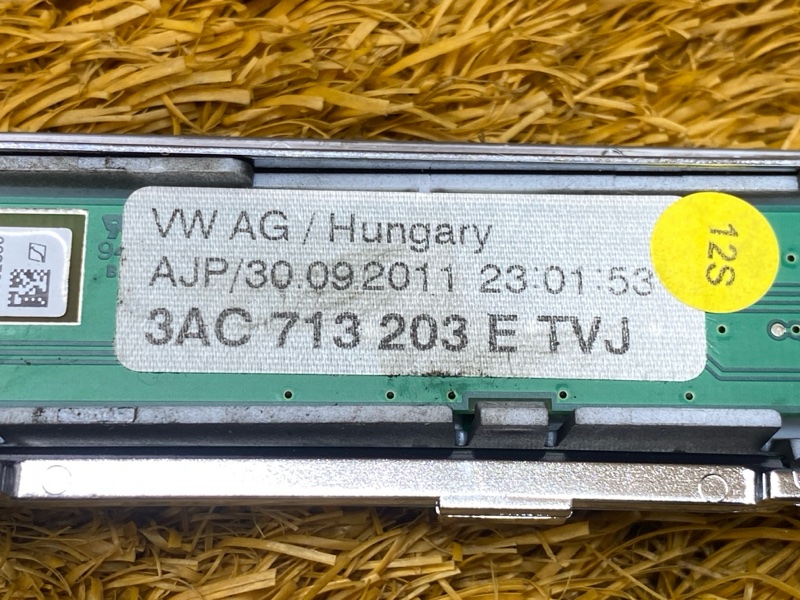 VW AG / Hungary
AJP/30.09.2011 23:01:53
3AC 713 203 E TVJ
12S